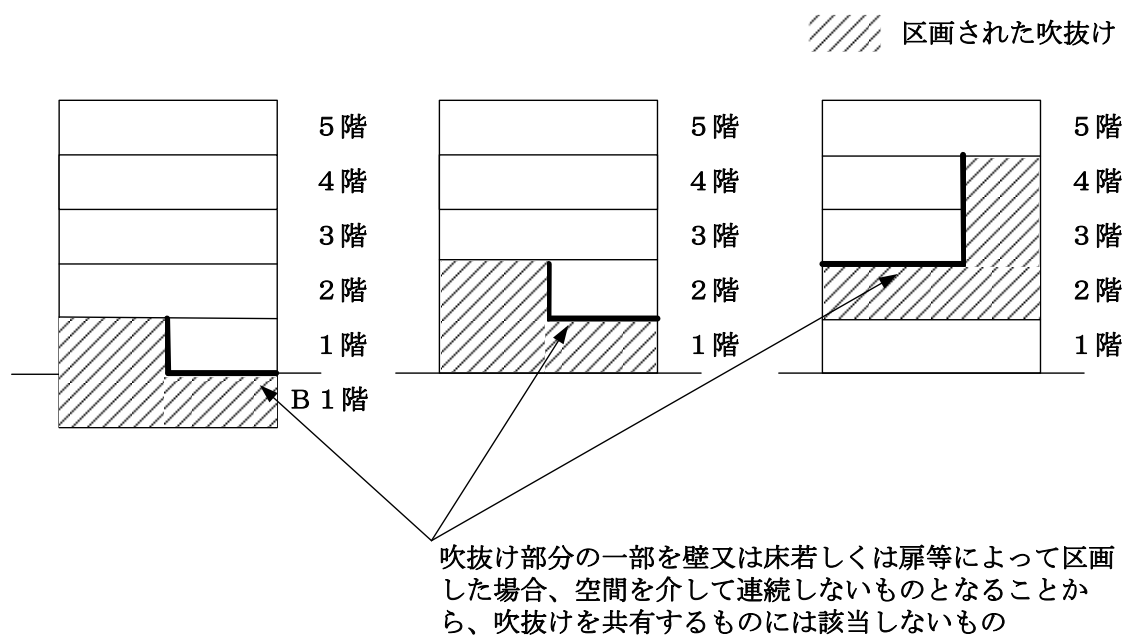 区画された吹抜け
5階
4階
3階
2階
1階
B1階
5階
4階
3階
2階
1階
5階
4階
3階
2階
1階
吹抜け部分の一部を壁又は床若しくは扉等によって区画
した場合、空間を介して連続しないものとなることか
ら、吹抜けを共有するものには該当しないもの